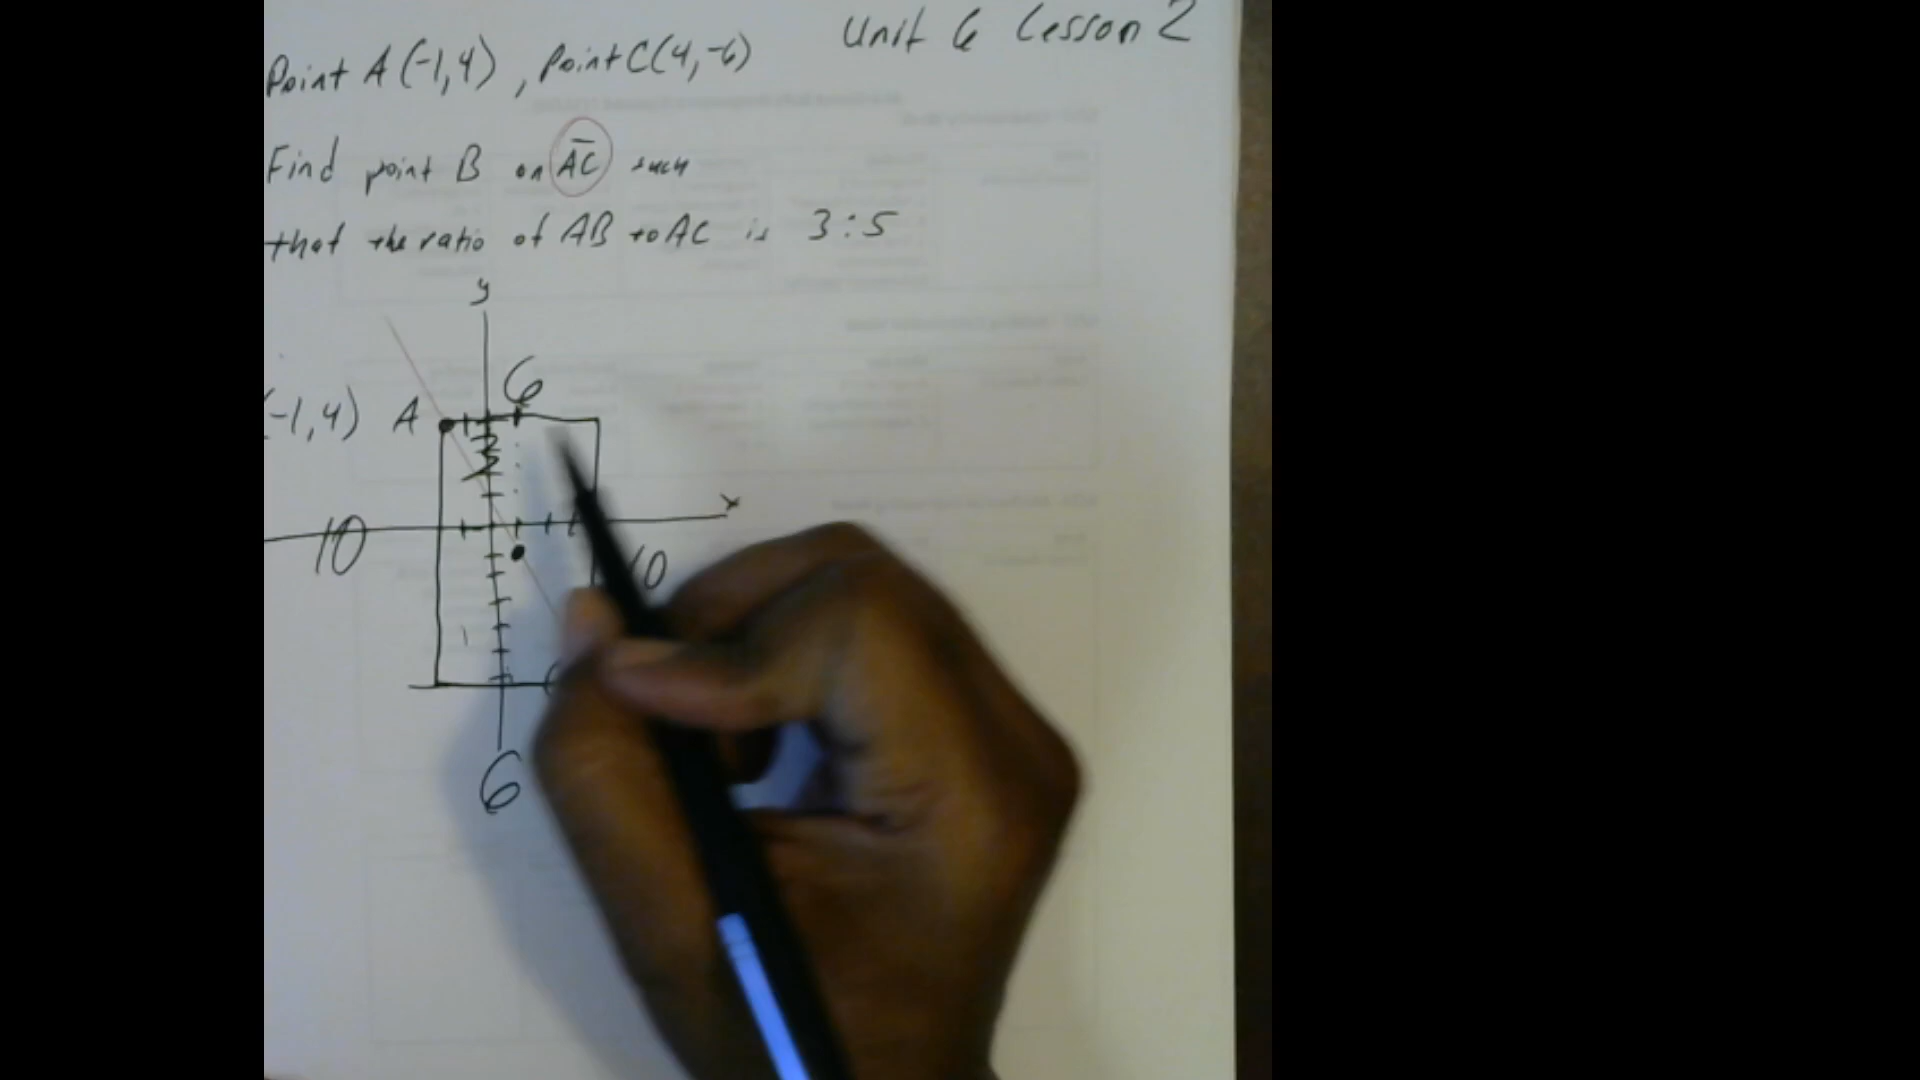 Unit 6 Lesson 2
Point A(-1,4), Point C(4,-6)
Find point B on AC such
that the ratio of AB to AC is 3:5
y
6
(-1,4) A
x
10
10
6